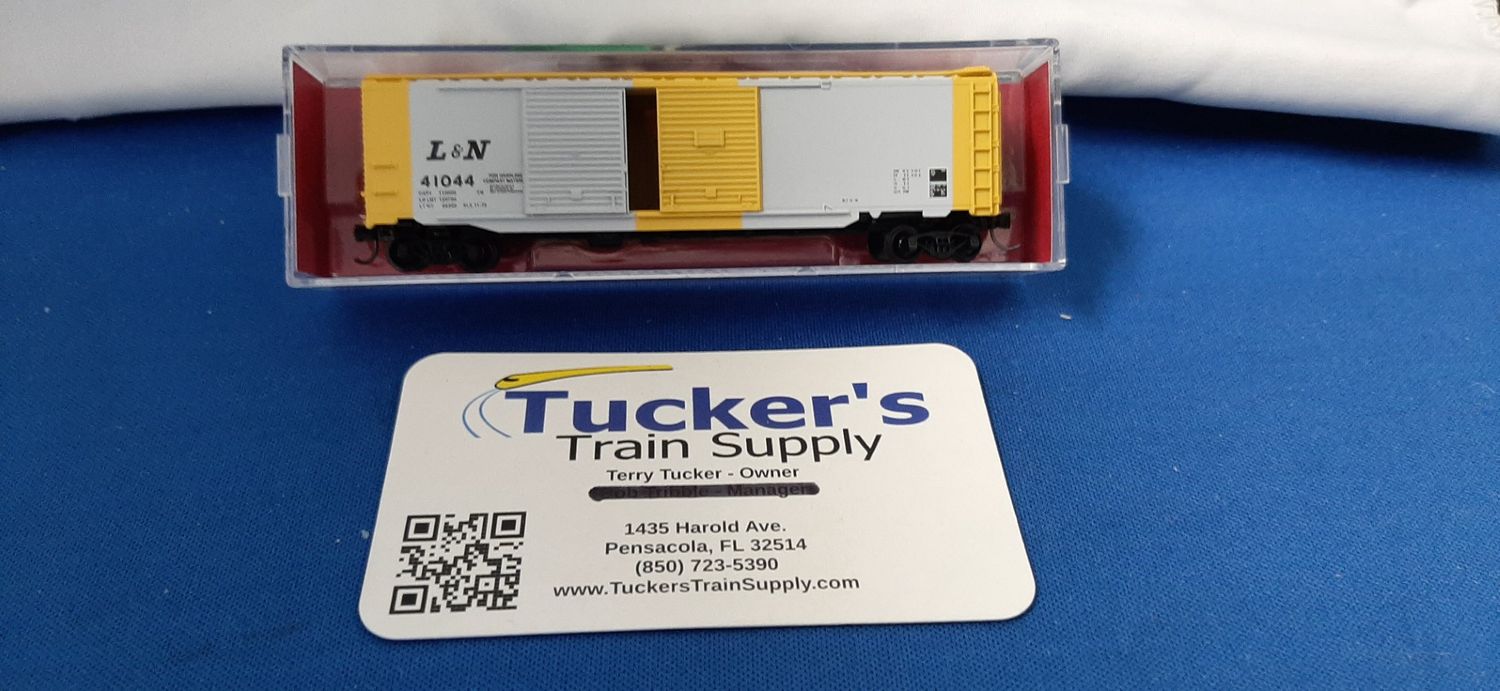 L&N
41044
Tucker's
Train Supply
Terry Tucker - Owner
Manager
1435 Harold Ave.
Pensacola, FL 32514
(850) 723-5390
www.TuckersTrainSupply.com